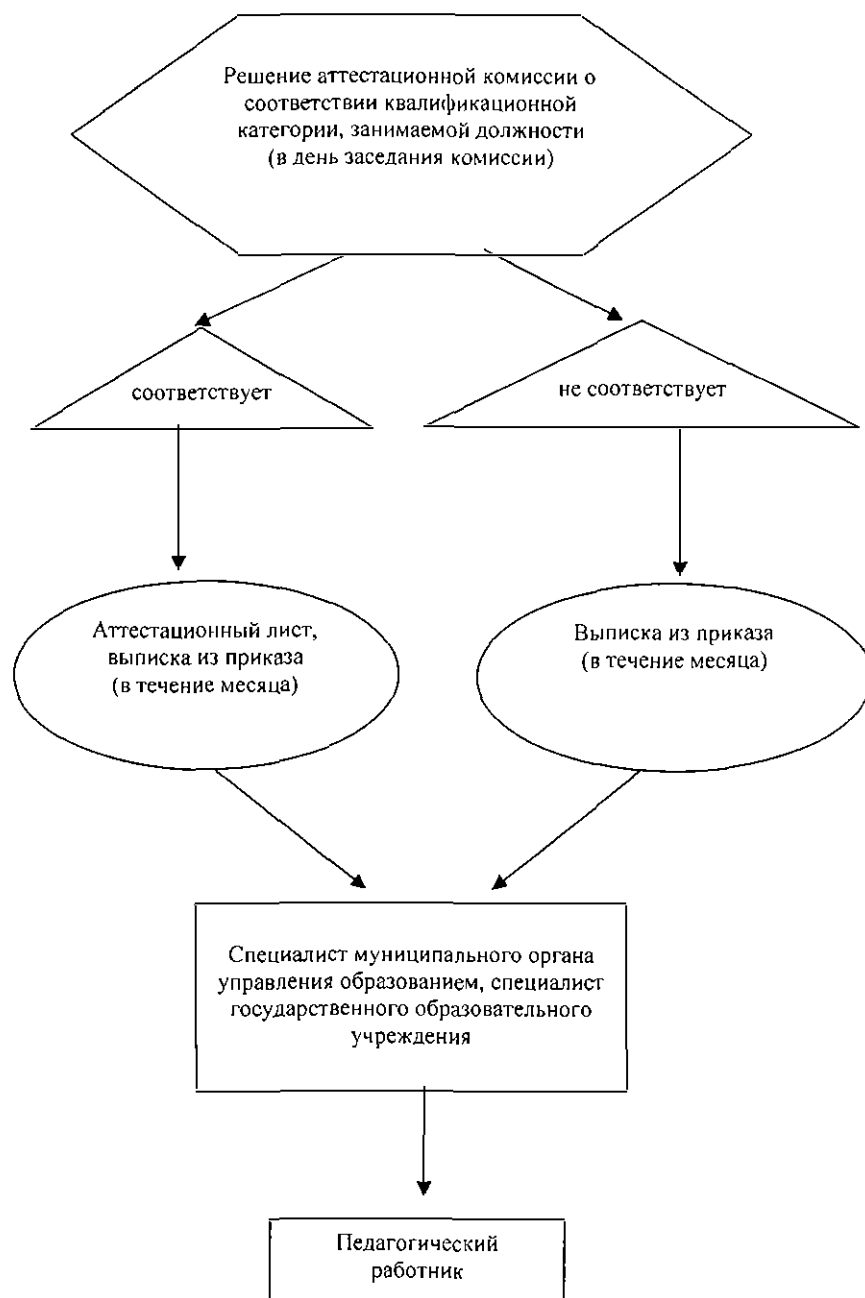 Решение аттестационной комиссии о
соответствии квалификационной
категории, занимаемой должности
(в день заседания комиссии)
соответствует
не соответствует
Аттестационный лист,
выписка из приказа
(в течение месяца)
Выписка из приказа
(в течение месяца)
Специалист муниципального органа
управления образованием, специалист
государственного образовательного
учреждения
Педагогический
работник